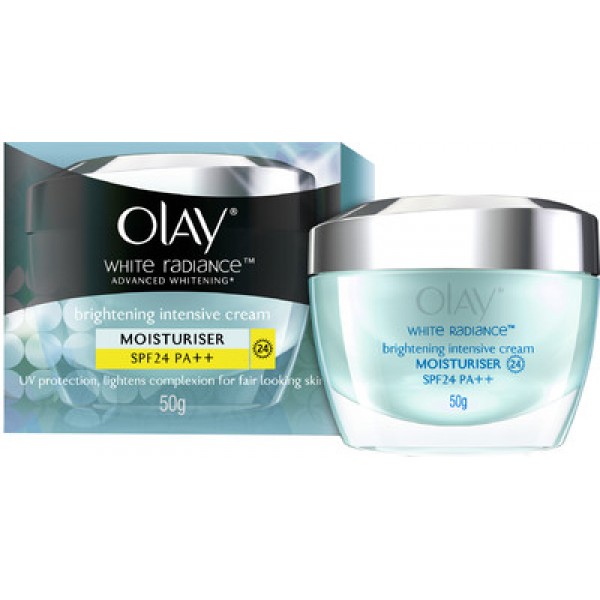 OLAY®
WHITE RADIANCE™
ADVANCED WHITENING*
brightening intensive cream
MOISTURISER
SPF24 PA++
24
UV protection, lightens complexion for fair looking skin
50g
OLAY®
WHITE RADIANCE™
brightening intensive cream
MOISTURISER 24
SPF24 PA++
50g